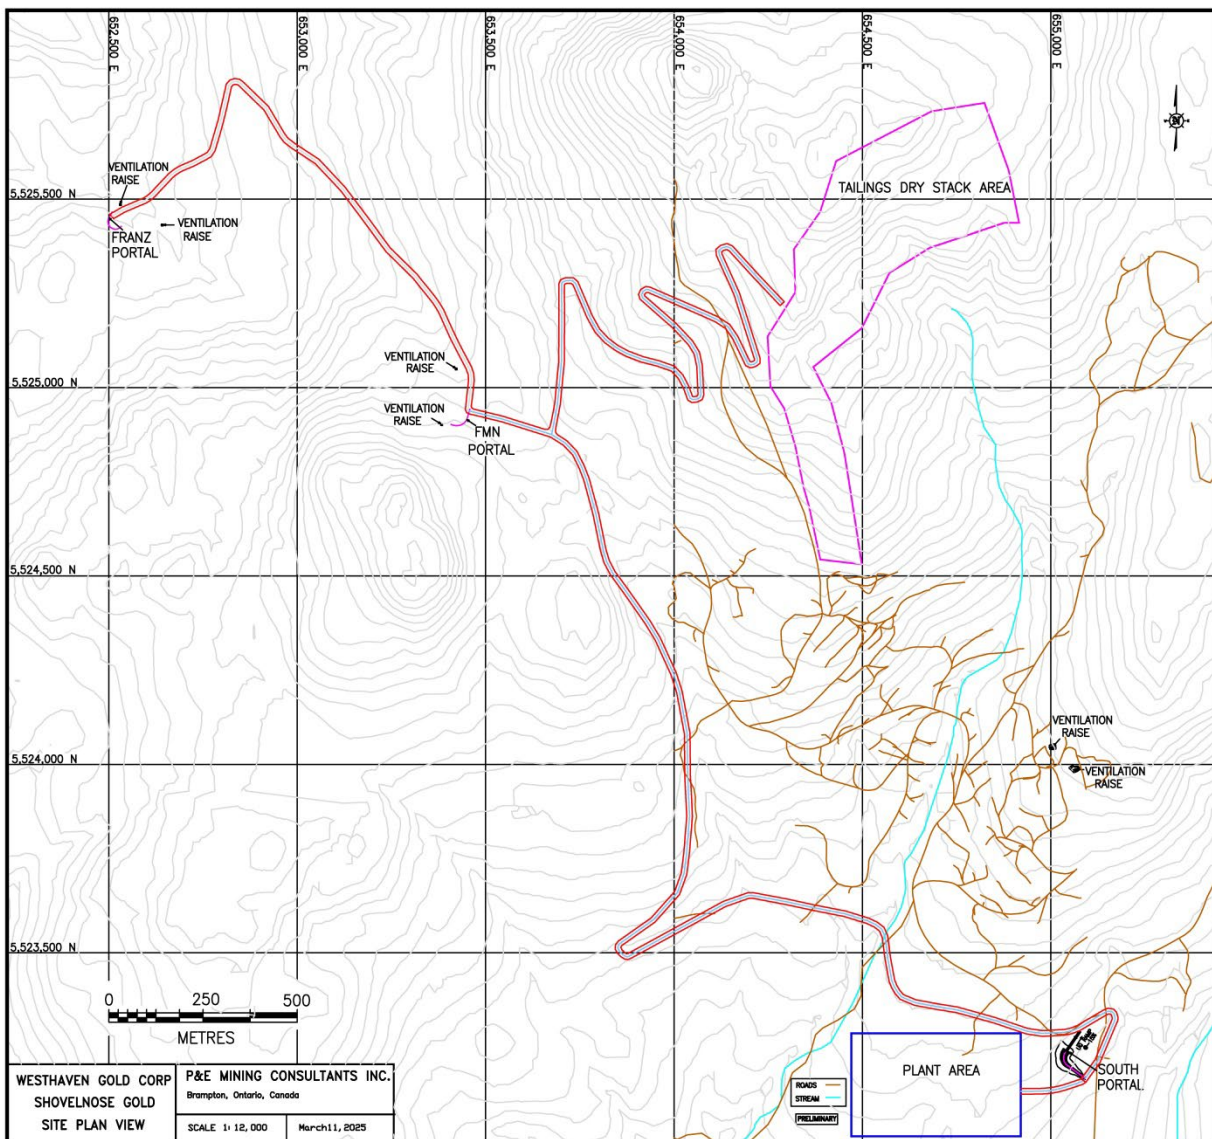 652,500 E
653,000 E
653,500 E
654,000 E
654,500 E
655,000 E
VENTILATION
RAISE
5,525,500 N
TAILINGS DRY STACK AREA
VENTILATION
RAISE
FRANZ
PORTAL
VENTILATION
RAISE
5,525,000 N
VENTILATION
RAISE
FMN
PORTAL
5,524,500 N
VENTILATION
RAISE
5,524,000 N
VENTILATION
RAISE
5,523,500 N
0 250 500
METRES
PLANT AREA
SOUTH
PORTAL
WESTHAVEN GOLD CORP
SHOVELNOSE GOLD
SITE PLAN VIEW
P&E MINING CONSULTANTS INC.
Brampton, Ontario, Canada
SCALE 1:12,000
March11,2025
ROADS
STREAM
PRELIMINARY